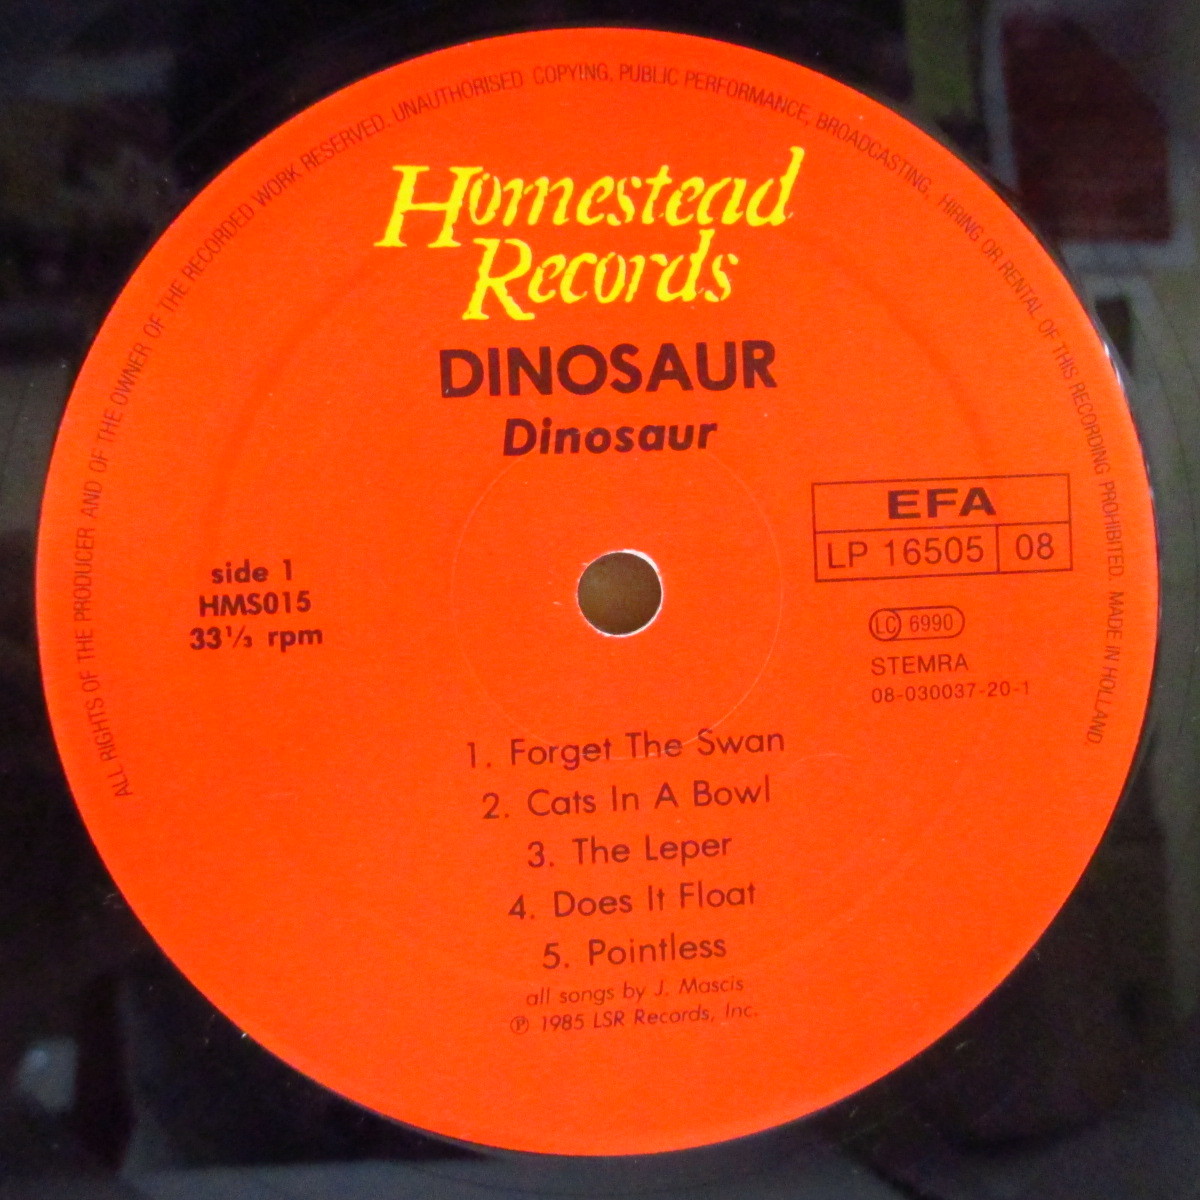 ALL RIGHTS OF THE PRODUCER AND OF THE OWNER OF THE RECORDED WORK RESERVED. UNAUTHORISED COPYING, PUBLIC PERFORMANCE, BROADCASTING, HIRING OR RENTAL OF THIS RECORDING PROHIBITED. MADE IN HOLLAND.
Homestead
Records
DINOSAUR
Dinosaur
EFA
LP 16505 08
side 1
HMS015
33⅓ rpm
LC 6990
STEMRA
08-030037-20-1
1. Forget The Swan
2. Cats In A Bowl
3. The Leper
4. Does It Float
5. Pointless
all songs by J. Mascis
℗ 1985 LSR Records, Inc.